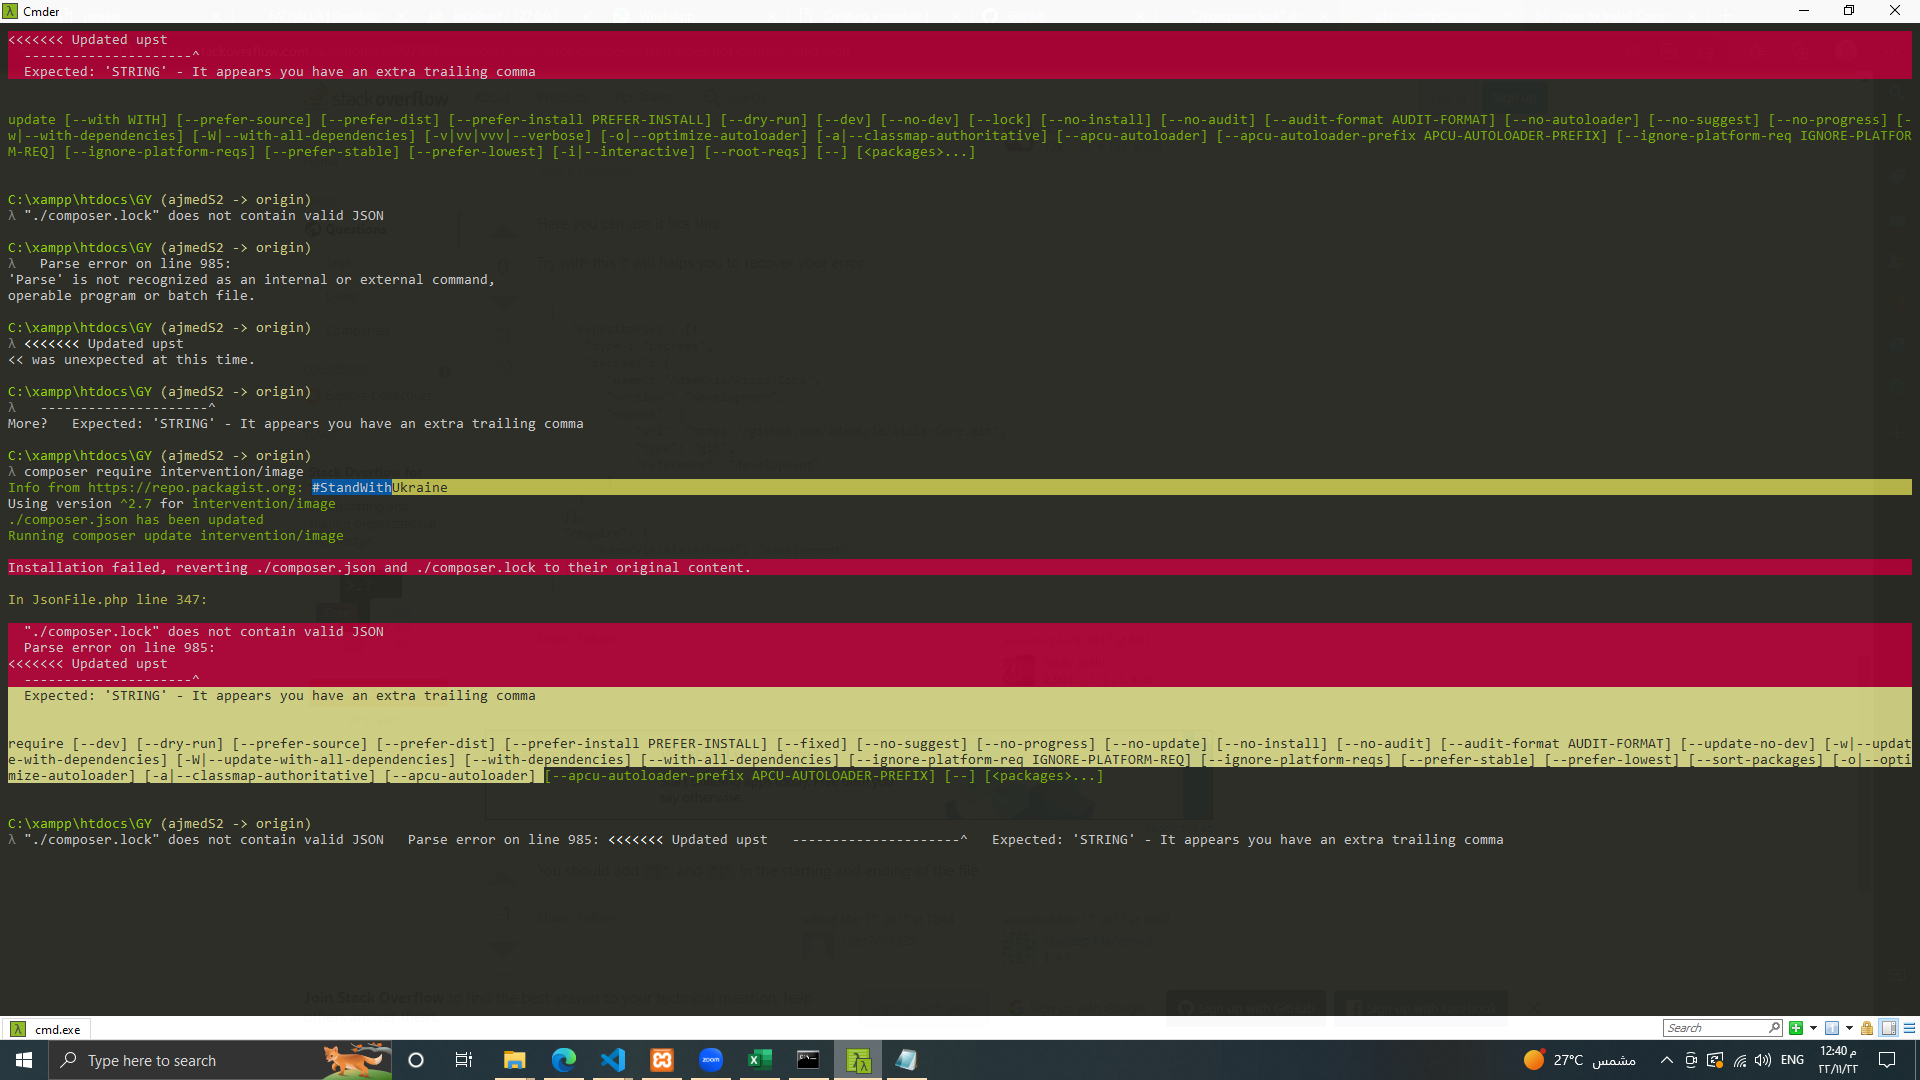 Cmder
<<<<<<< Updated upst
---------------------^
Expected: 'STRING' - It appears you have an extra trailing comma
update [--with WITH] [--prefer-source] [--prefer-dist] [--prefer-install PREFER-INSTALL] [--dry-run] [--dev] [--no-dev] [--lock] [--no-install] [--no-audit] [--audit-format AUDIT-FORMAT] [--no-autoloader] [--no-suggest] [--no-progress] [-
w|--with-dependencies] [-W|--with-all-dependencies] [-v|vv|vvv|--verbose] [-o|--optimize-autoloader] [-a|--classmap-authoritative] [--apcu-autoloader] [--apcu-autoloader-prefix APCU-AUTOLOADER-PREFIX] [--ignore-platform-req IGNORE-PLATFOR
M-REQ] [--ignore-platform-reqs] [--prefer-stable] [--prefer-lowest] [-i|--interactive] [--root-reqs] [--] [<packages>...]
C:\xampp\htdocs\GY (ajmedS2 -> origin)
λ "./composer.lock" does not contain valid JSON
C:\xampp\htdocs\GY (ajmedS2 -> origin)
λ   Parse error on line 985:
'Parse' is not recognized as an internal or external command,
operable program or batch file.
C:\xampp\htdocs\GY (ajmedS2 -> origin)
λ <<<<<<< Updated upst
<< was unexpected at this time.
C:\xampp\htdocs\GY (ajmedS2 -> origin)
λ   ---------------------^
More?   Expected: 'STRING' - It appears you have an extra trailing comma
C:\xampp\htdocs\GY (ajmedS2 -> origin)
λ composer require intervention/image
Info from https://repo.packagist.org: #StandWithUkraine
Using version ^2.7 for intervention/image
./composer.json has been updated
Running composer update intervention/image
Installation failed, reverting ./composer.json and ./composer.lock to their original content.
In JsonFile.php line 347:
"./composer.lock" does not contain valid JSON
Parse error on line 985:
<<<<<<< Updated upst
---------------------^
Expected: 'STRING' - It appears you have an extra trailing comma
require [--dev] [--dry-run] [--prefer-source] [--prefer-dist] [--prefer-install PREFER-INSTALL] [--fixed] [--no-suggest] [--no-progress] [--no-update] [--no-install] [--no-audit] [--audit-format AUDIT-FORMAT] [--update-no-dev] [-w|--updat
e-with-dependencies] [-W|--update-with-all-dependencies] [--with-dependencies] [--with-all-dependencies] [--ignore-platform-req IGNORE-PLATFORM-REQ] [--ignore-platform-reqs] [--prefer-stable] [--prefer-lowest] [--sort-packages] [-o|--opti
mize-autoloader] [-a|--classmap-authoritative] [--apcu-autoloader] [--apcu-autoloader-prefix APCU-AUTOLOADER-PREFIX] [--] [<packages>...]
C:\xampp\htdocs\GY (ajmedS2 -> origin)
λ "./composer.lock" does not contain valid JSON   Parse error on line 985: <<<<<<< Updated upst   ---------------------^   Expected: 'STRING' - It appears you have an extra trailing comma
cmd.exe
Search
Type here to search
zoom
27°C مشمس
ENG
12:40 م
٢٢/١١/٢٣